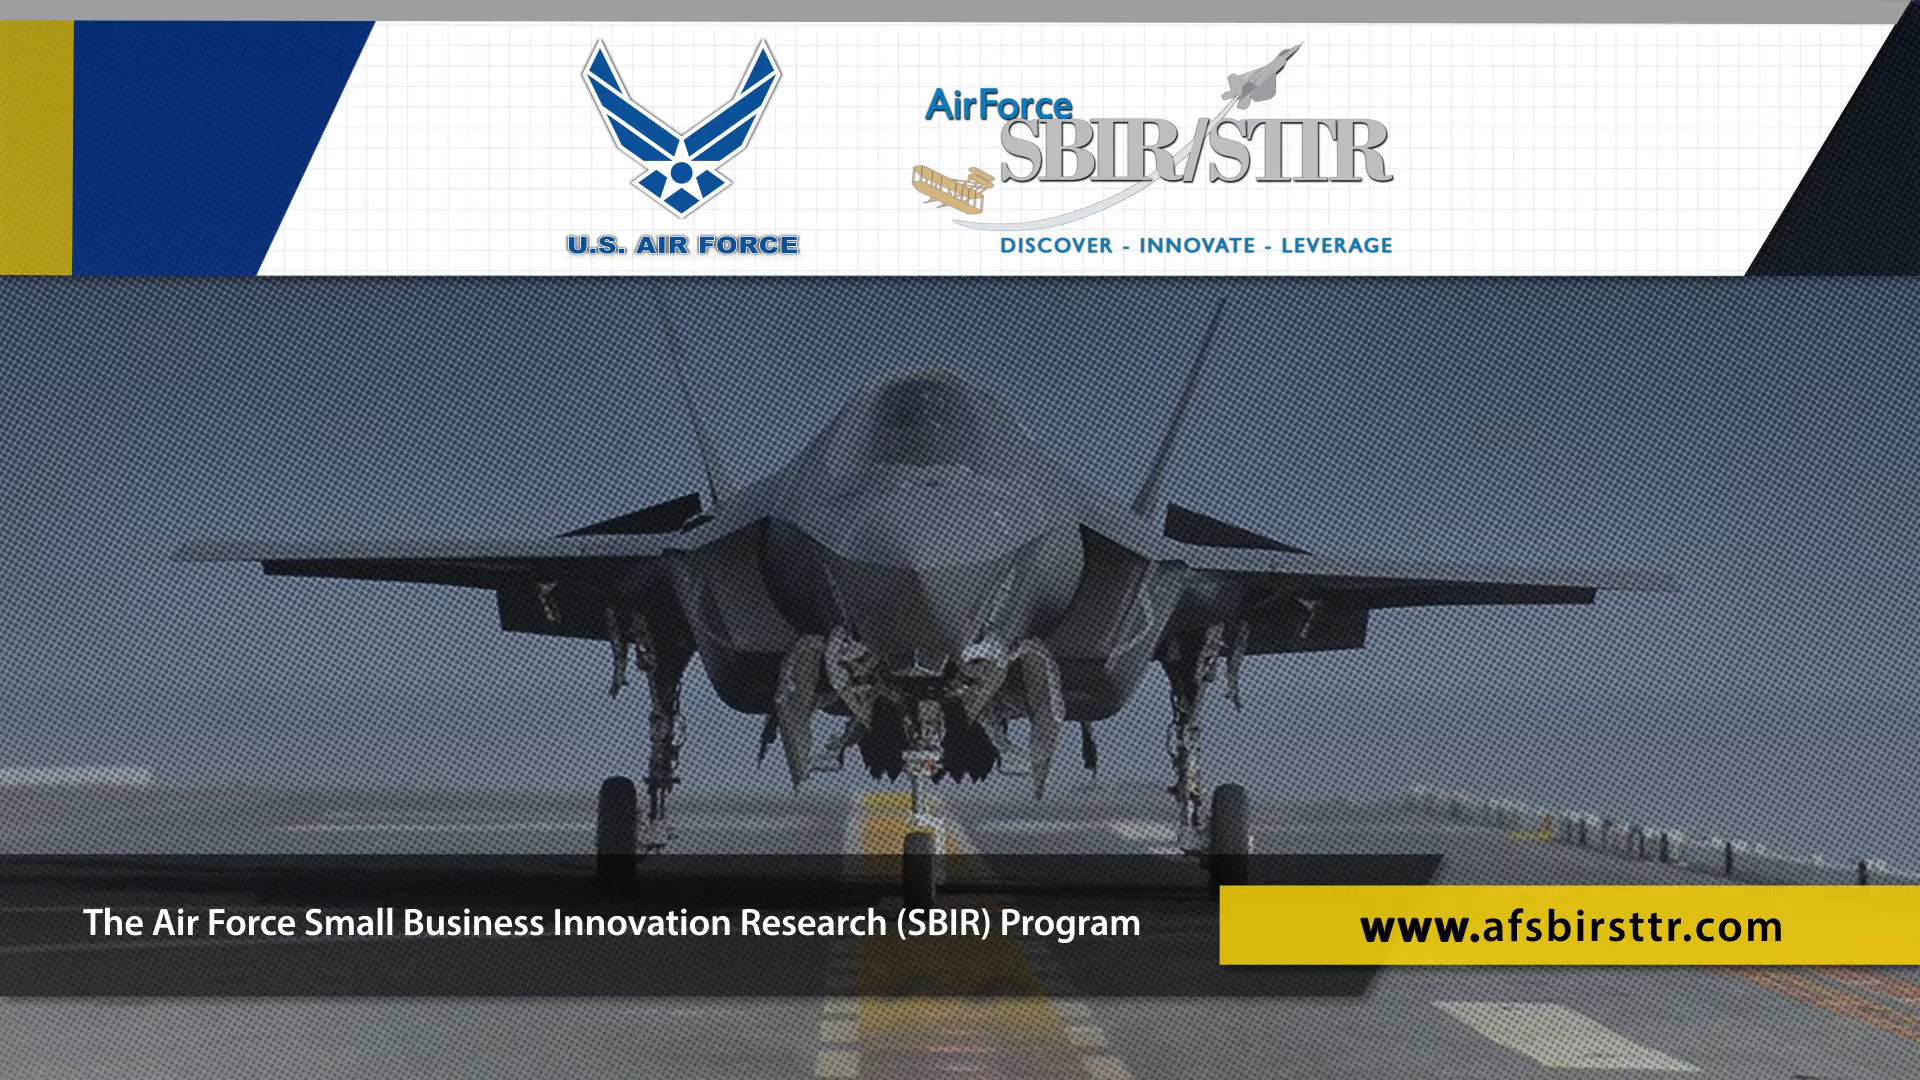 U.S. AIR FORCE
AirForce
SBIR/STTR
DISCOVER - INNOVATE - LEVERAGE
The Air Force Small Business Innovation Research (SBIR) Program
www.afsbirsttr.com